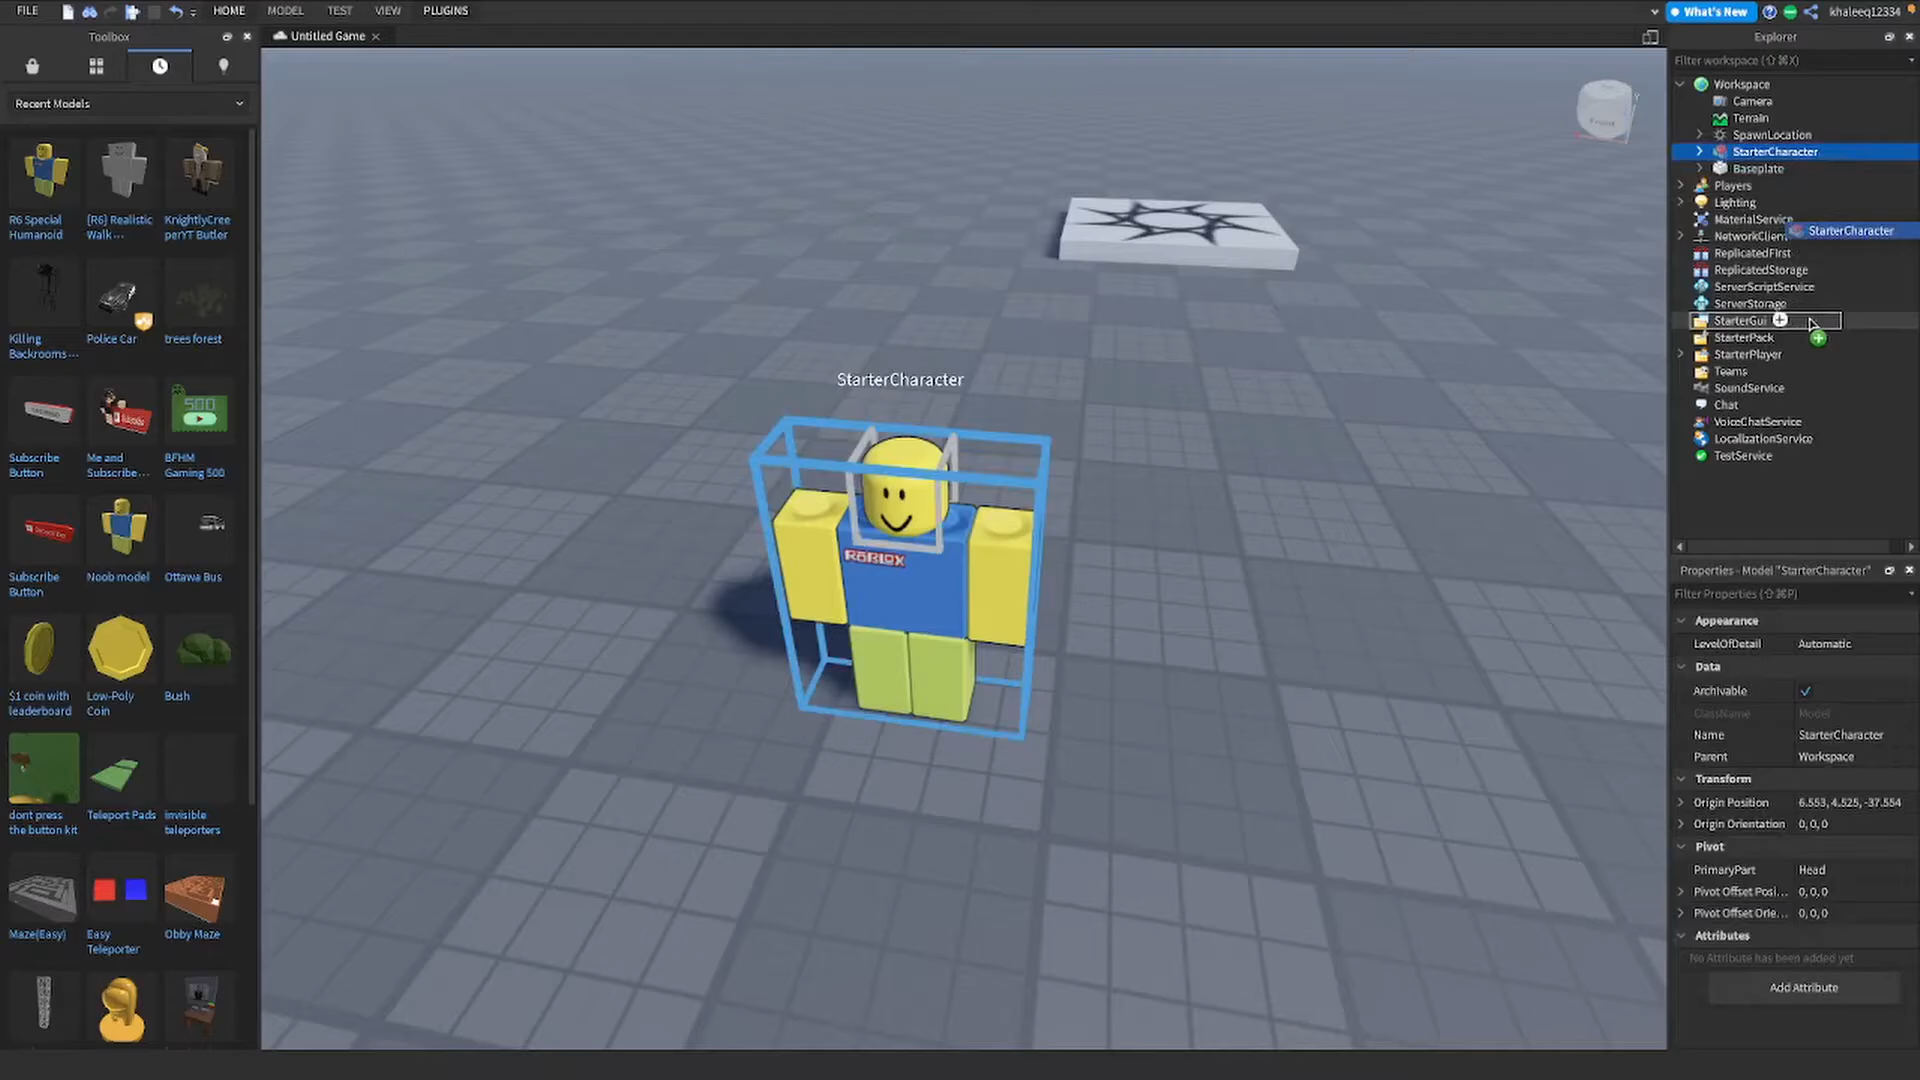 FILE
HOME
MODEL
TEST
VIEW
PLUGINS
What's New
khaleeq12334
Toolbox
Untitled Game
Explorer
Recent Models
R6 Special Humanoid
[R6] Realistic Walk ...
KnightlyCree perYT Butler
Killing Backrooms ...
Police Car
trees forest
Subscribe Button
Me and Subscribe...
BFHM Gaming 500
500
Subscribe Button
Noob model
Ottawa Bus
$1 coin with leaderboard
Low-Poly Coin
Bush
dont press the button kit
Teleport Pads
invisible teleporters
Maze(Easy)
Easy Teleporter
Obby Maze
StarterCharacter
ROBLOX
Front
Filter workspace (⇧⌘X)
Workspace
Camera
Terrain
SpawnLocation
StarterCharacter
Baseplate
Players
Lighting
MaterialService
StarterCharacter
NetworkClient
ReplicatedFirst
ReplicatedStorage
ServerScriptService
ServerStorage
StarterGui
StarterPack
StarterPlayer
Teams
SoundService
Chat
VoiceChatService
LocalizationService
TestService
Properties - Model "StarterCharacter"
Filter Properties (⇧⌘P)
Appearance
LevelOfDetail Automatic
Data
Archivable
ClassName Model
Name StarterCharacter
Parent Workspace
Transform
Origin Position 6.553, 4.525, -37.554
Origin Orientation 0, 0, 0
Pivot
PrimaryPart Head
Pivot Offset Posi... 0, 0, 0
Pivot Offset Orie... 0, 0, 0
Attributes
No Attribute has been added yet
Add Attribute